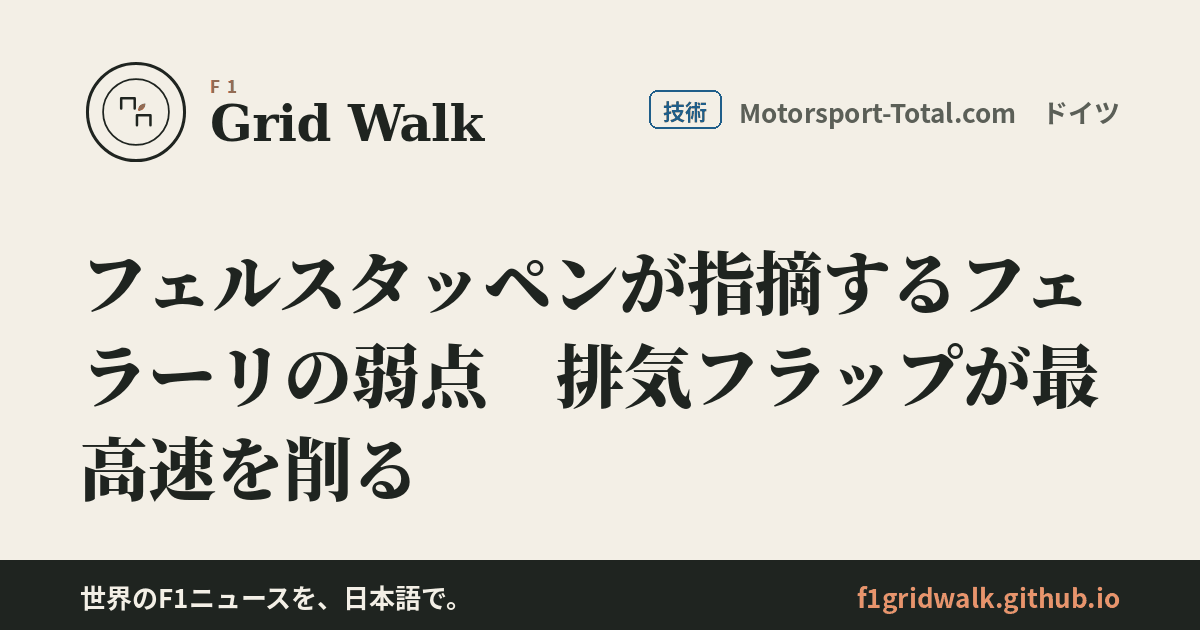 F1
Grid Walk
技術 Motorsport-Total.com ドイツ
フェルスタッペンが指摘するフェ
ラーリの弱点　排気フラップが最
高速を削る
世界のF1ニュースを、日本語で。
f1gridwalk.github.io